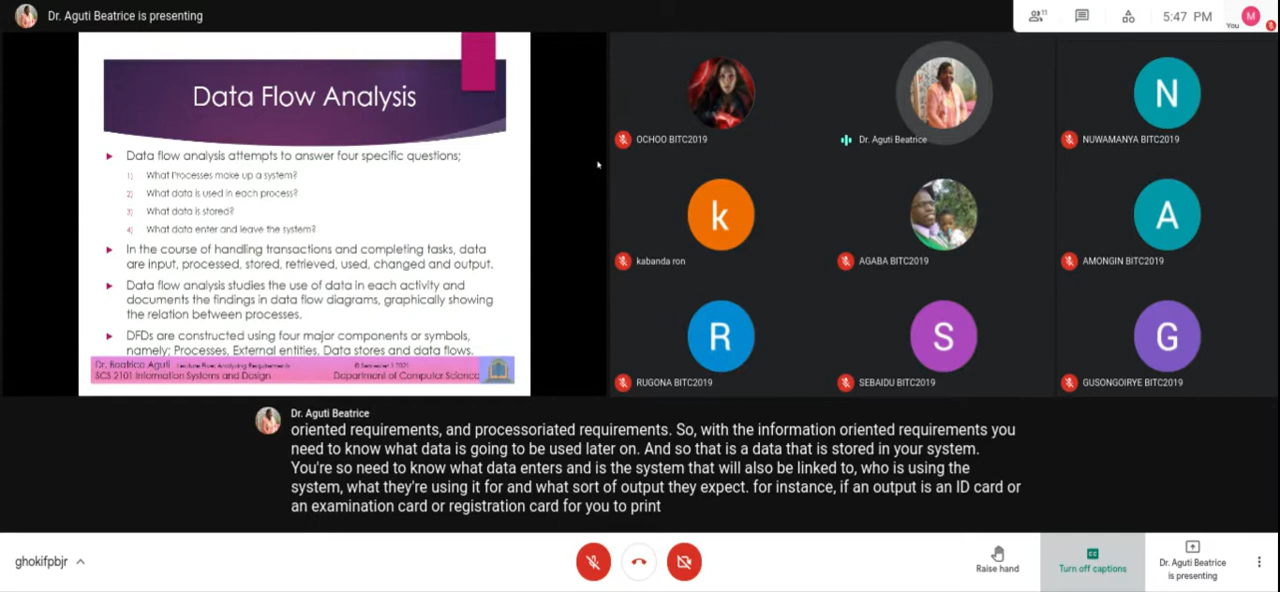 Dr. Aguti Beatrice is presenting
11
5:47 PM
M
You
Data Flow Analysis
Data flow analysis attempts to answer four specific questions;
1) What Processes make up a system?
2) What data is used in each process?
3) What data is stored?
4) What data enter and leave the system?
In the course of handling transactions and completing tasks, data
are input, processed, stored, retrieved, used, changed and output.
Data flow analysis studies the use of data in each activity and
documents the findings in data flow diagrams, graphically showing
the relation between processes.
DFDs are constructed using four major components or symbols,
namely; Processes, External entities, Data stores and data flows.
Dr. Beatrice Aguti Lecture Five: Analyzing Requirements © Semester 1 2021
SCS 2101 Information Systems and Design Department of Computer Science
OCHOO BITC2019
Dr. Aguti Beatrice
N
NUWAMANYA BITC2019
k
kabanda ron
AGABA BITC2019
A
AMONGIN BITC2019
R
RUGONA BITC2019
S
SEBAIDU BITC2019
G
GUSONGOIRYE BITC2019
Dr. Aguti Beatrice
oriented requirements, and processoriated requirements. So, with the information oriented requirements you
need to know what data is going to be used later on. And so that is a data that is stored in your system.
You're so need to know what data enters and is the system that will also be linked to, who is using the
system, what they're using it for and what sort of output they expect. for instance, if an output is an ID card or
an examination card or registration card for you to print
ghokifpbjr
Raise hand
CC
Turn off captions
Dr. Aguti Beatrice
is presenting